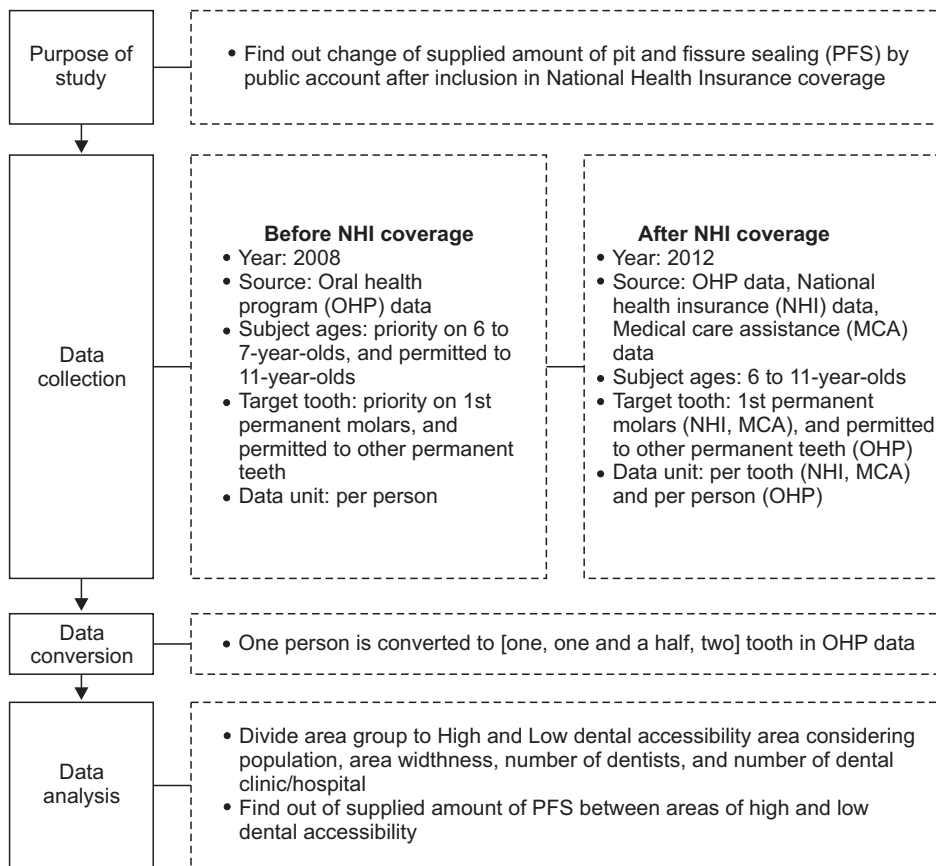 Purpose of
study
• Find out change of supplied amount of pit and fissure sealing (PFS) by
public account after inclusion in National Health Insurance coverage
Data
collection
Before NHI coverage
• Year: 2008
• Source: Oral health
program (OHP) data
• Subject ages: priority on 6 to
7-year-olds, and permitted to
11-year-olds
• Target tooth: priority on 1st
permanent molars, and
permitted to other permanent
teeth
• Data unit: per person
After NHI coverage
• Year: 2012
• Source: OHP data, National
health insurance (NHI) data,
Medical care assistance (MCA)
data
• Subject ages: 6 to 11-year-olds
• Target tooth: 1st permanent
molars (NHI, MCA), and permitted
to other permanent teeth (OHP)
• Data unit: per tooth (NHI, MCA)
and per person (OHP)
Data
conversion
• One person is converted to [one, one and a half, two] tooth in OHP data
Data
analysis
• Divide area group to High and Low dental accessibility area considering
population, area widthness, number of dentists, and number of dental
clinic/hospital
• Find out of supplied amount of PFS between areas of high and low
dental accessibility